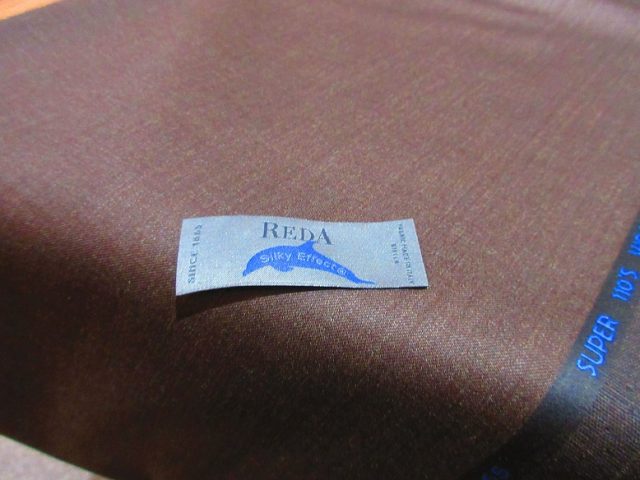 REDA
Silky Effect®
SINCE 1865
SUPER 110'S